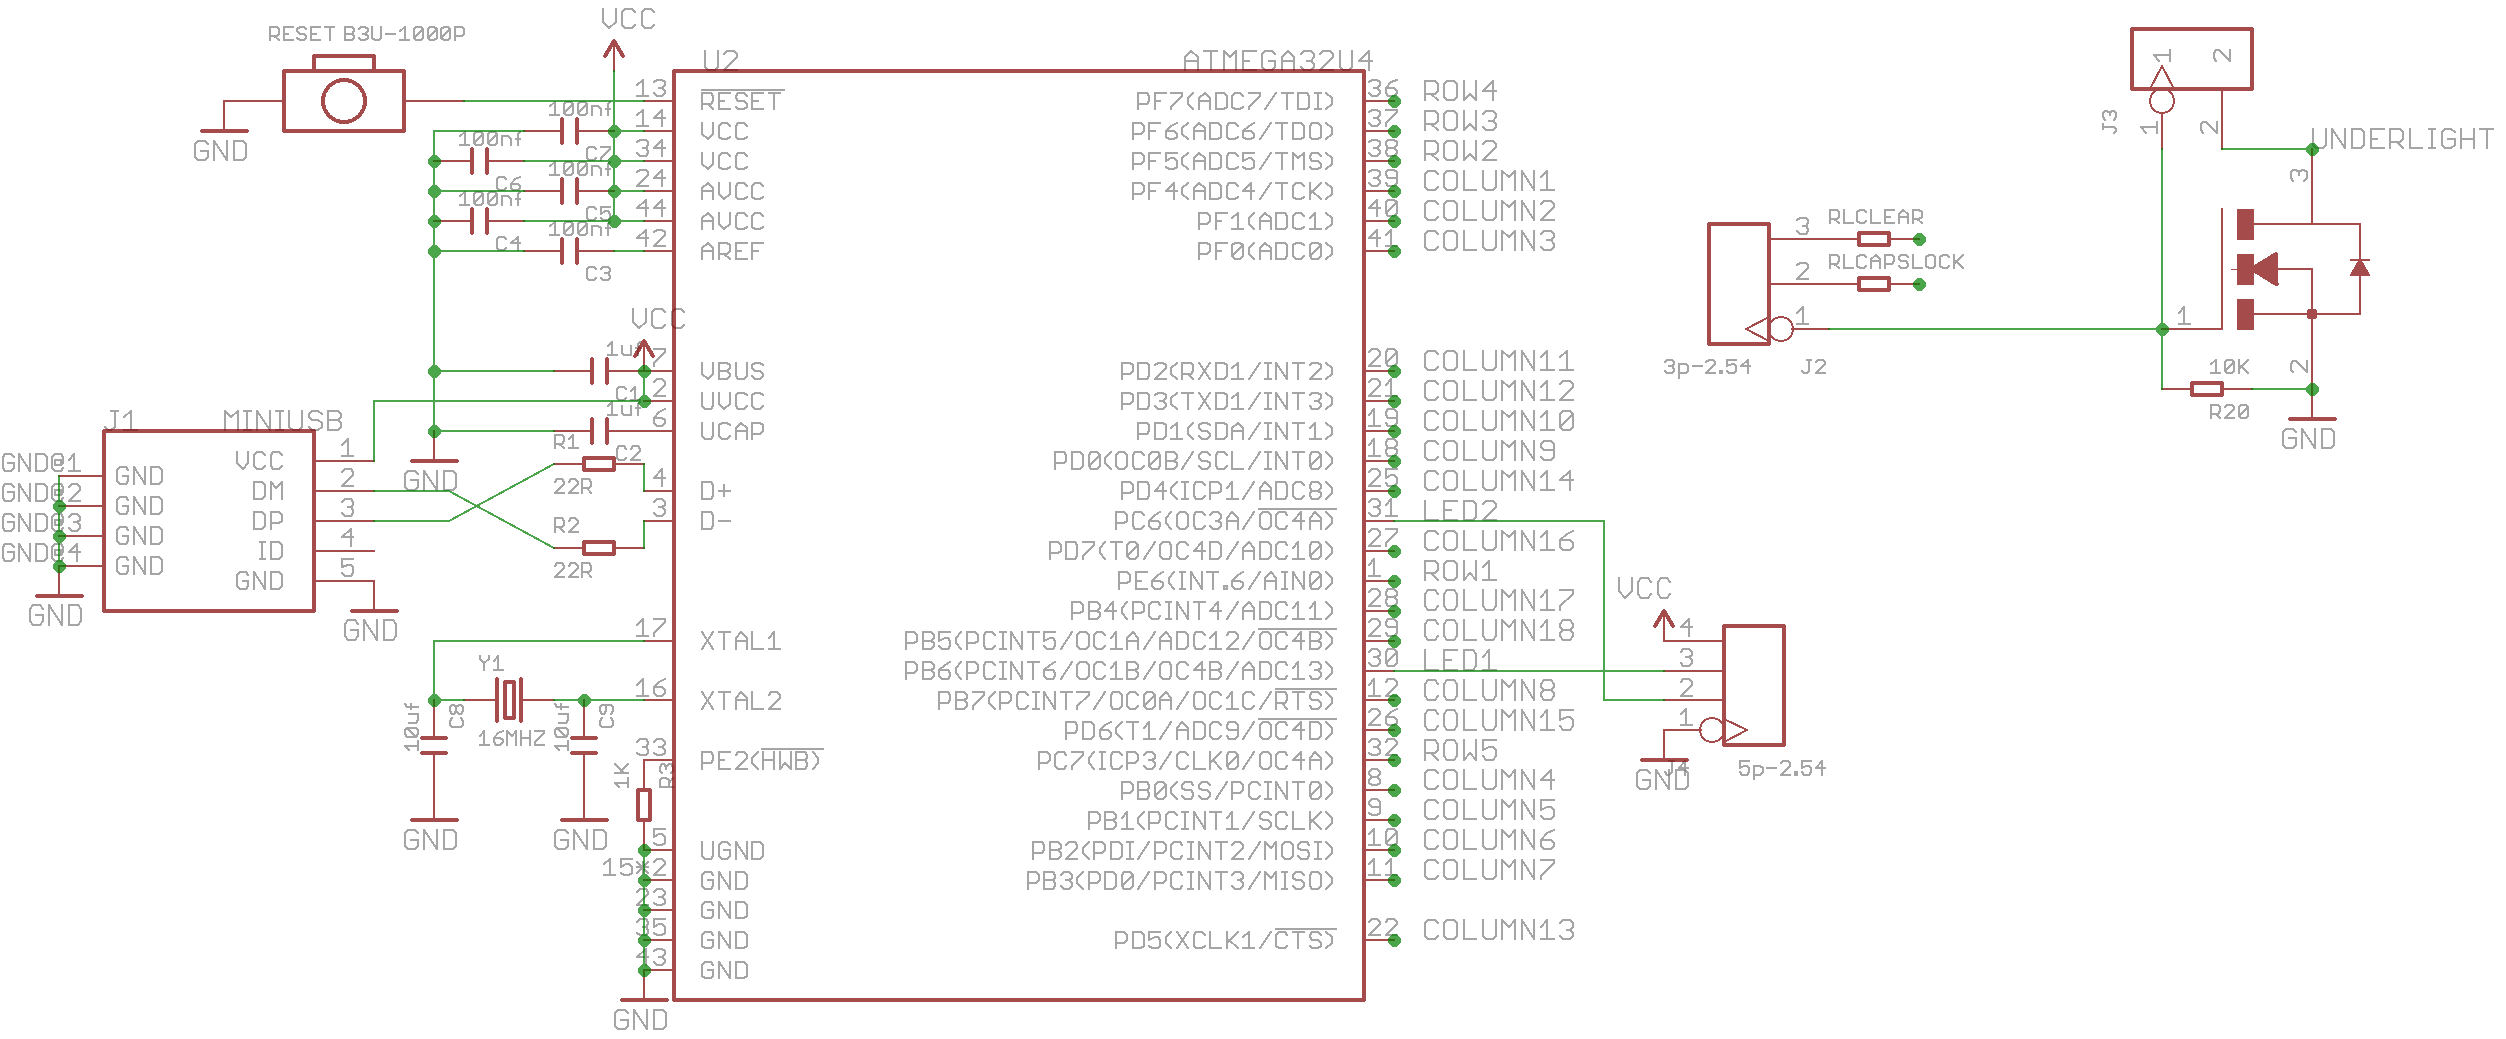 RESET B3U-1000P
GND
VCC
U2
ATMEGA32U4
100nf
C7
100nf
C6
100nf
C5
100nf
C4
100nf
C3
13 RESET
14 VCC
34 VCC
24 AVCC
44 AVCC
42 AREF
VCC
1uf
C1
1uf
C2
7 VBUS
2 UVCC
6 UCAP
GND
R1
22R
R2
22R
4 D+
3 D-
J1
MINIUSB
GND@1 GND VCC 1
GND@2 GND DM 2
GND@3 GND DP 3
GND@4 GND ID 4
GND 5
GND
GND
17 XTAL1
16 XTAL2
Y1
16MHZ
10uf
C8
10uf
C9
GND
GND
33 PE2(HWB)
1K
R3
5 UGND
15*2 GND
23 GND
35 GND
43 GND
GND
PF7(ADC7/TDI) 36 ROW4
PF6(ADC6/TDO) 37 ROW3
PF5(ADC5/TMS) 38 ROW2
PF4(ADC4/TCK) 39 COLUMN1
PF1(ADC1) 40 COLUMN2
PF0(ADC0) 41 COLUMN3
PD2(RXD1/INT2) 20 COLUMN11
PD3(TXD1/INT3) 21 COLUMN12
PD1(SDA/INT1) 19 COLUMN10
PD0(OC0B/SCL/INT0) 18 COLUMN9
PD4(ICP1/ADC8) 25 COLUMN14
PC6(OC3A/OC4A) 31 LED2
PD7(T0/OC4D/ADC10) 27 COLUMN16
PE6(INT.6/AIN0) 1 ROW1
PB4(PCINT4/ADC11) 28 COLUMN17
PB5(PCINT5/OC1A/ADC12/OC4B) 29 COLUMN18
PB6(PCINT6/OC1B/OC4B/ADC13) 30 LED1
PB7(PCINT7/OC0A/OC1C/RTS) 12 COLUMN8
PD6(T1/ADC9/OC4D) 26 COLUMN15
PC7(ICP3/CLK0/OC4A) 32 ROW5
PB0(SS/PCINT0) 8 COLUMN4
PB1(PCINT1/SCLK) 9 COLUMN5
PB2(PDI/PCINT2/MOSI) 10 COLUMN6
PB3(PD0/PCINT3/MISO) 11 COLUMN7
PD5(XCLK1/CTS) 22 COLUMN13
VCC
4
3
2
1
GND
J4
5p-2.54
3 RLCLEAR
2 RLCAPSLOCK
1
3p-2.54
J2
1 2
J3
1 2
UNDERLIGHT
3
1
2
10K
R20
GND